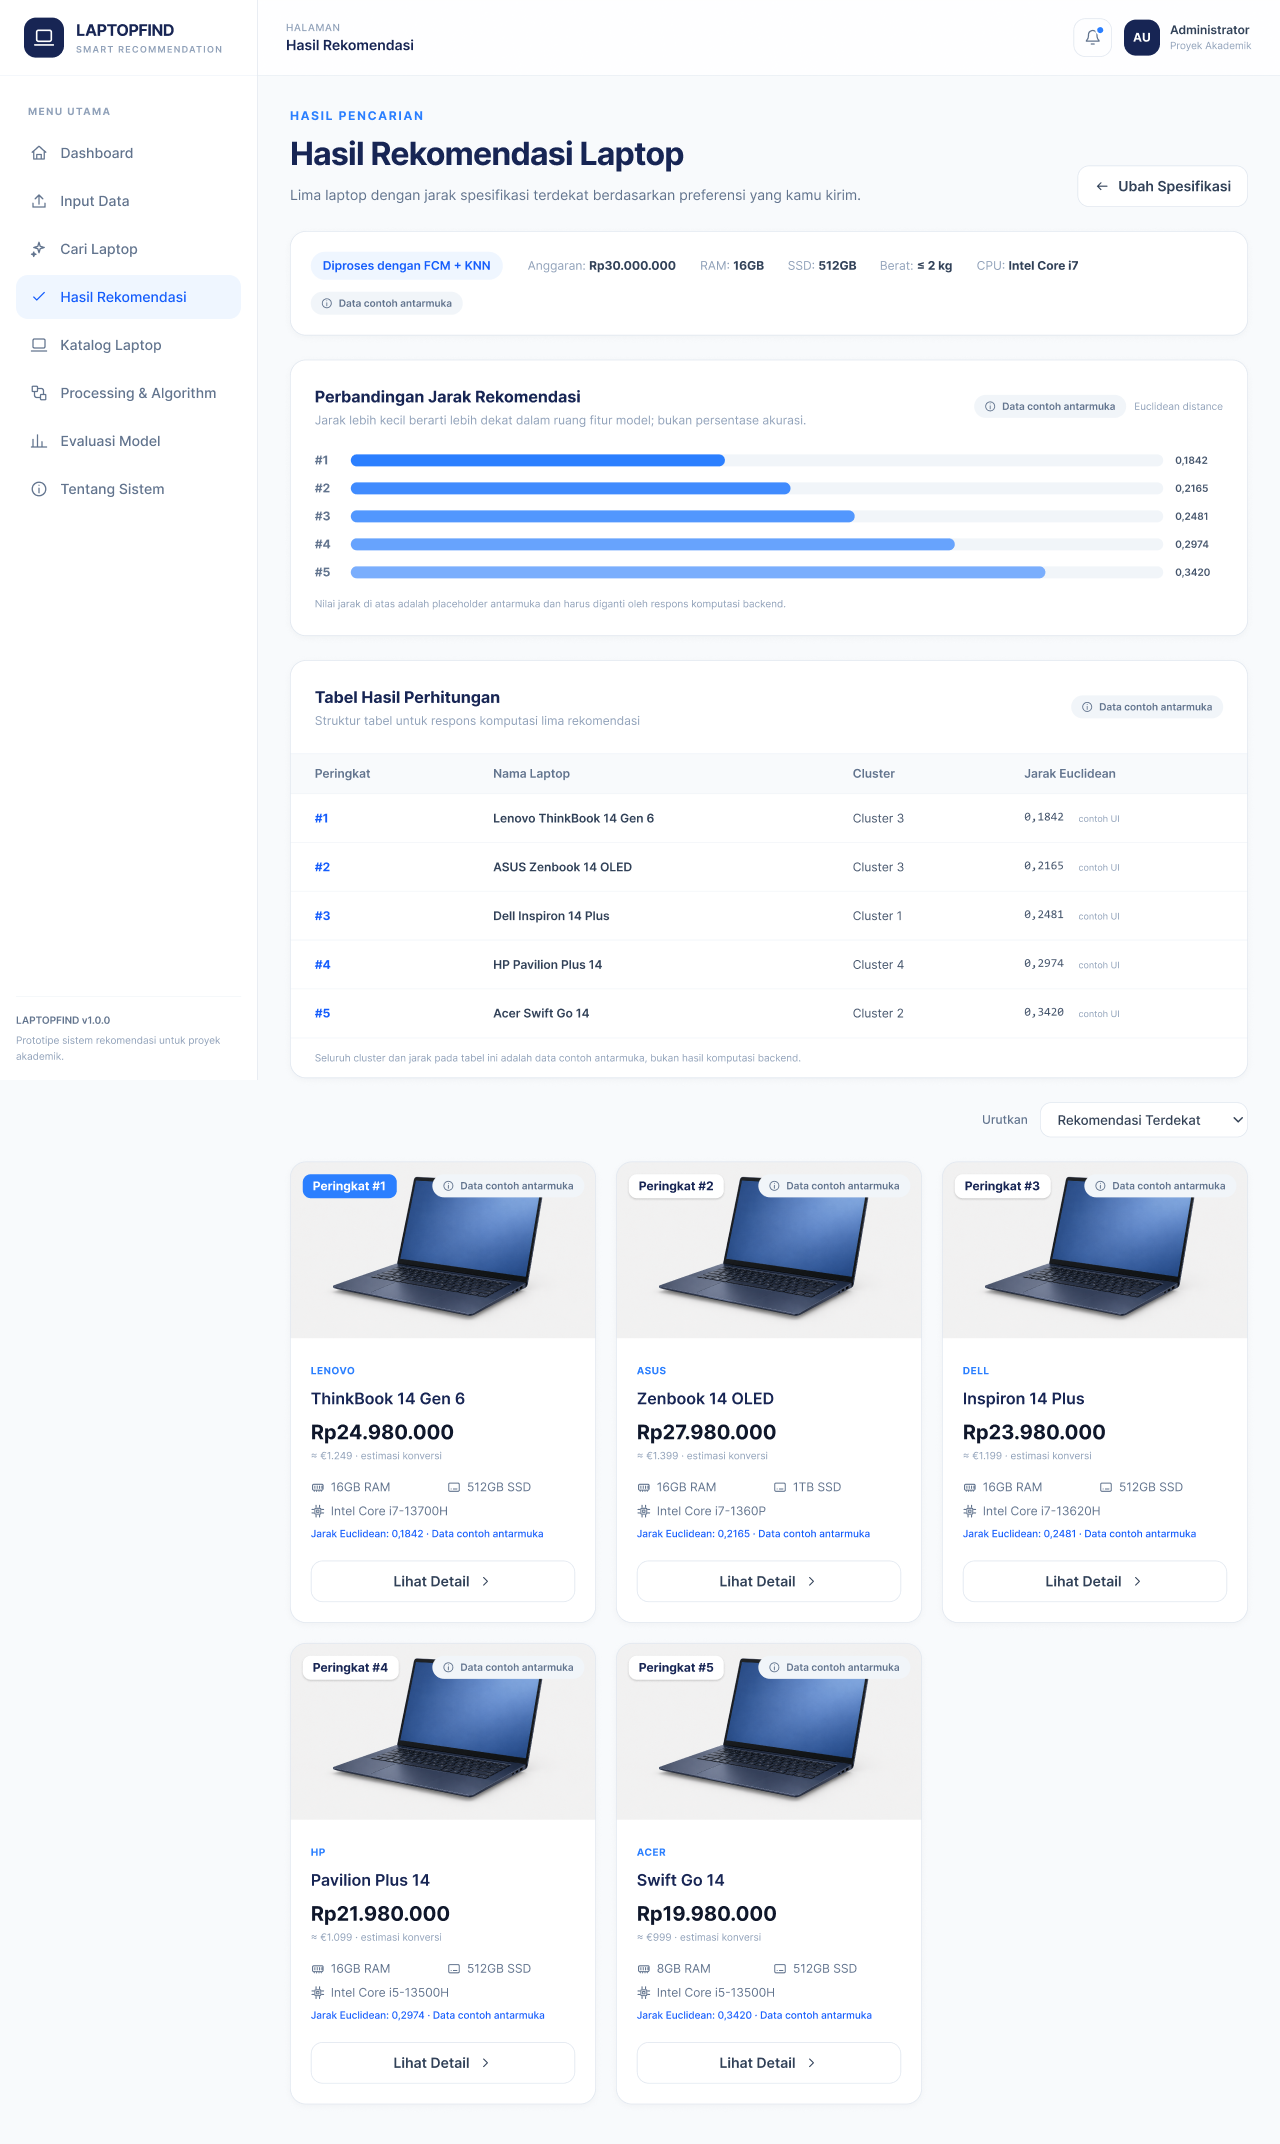 LAPTOPFIND
SMART RECOMMENDATION
HALAMAN
Hasil Rekomendasi
AU
Administrator
Proyek Akademik
MENU UTAMA
Dashboard
Input Data
Cari Laptop
Hasil Rekomendasi
Katalog Laptop
Processing & Algorithm
Evaluasi Model
Tentang Sistem
LAPTOPFIND v1.0.0
Prototipe sistem rekomendasi untuk proyek
akademik.
HASIL PENCARIAN
Hasil Rekomendasi Laptop
Lima laptop dengan jarak spesifikasi terdekat berdasarkan preferensi yang kamu kirim.
Ubah Spesifikasi
Diproses dengan FCM + KNN Anggaran: Rp30.000.000 RAM: 16GB SSD: 512GB Berat: ≤ 2 kg CPU: Intel Core i7
Data contoh antarmuka
Perbandingan Jarak Rekomendasi
Jarak lebih kecil berarti lebih dekat dalam ruang fitur model; bukan persentase akurasi.
Data contoh antarmuka Euclidean distance
#1 0,1842
#2 0,2165
#3 0,2481
#4 0,2974
#5 0,3420
Nilai jarak di atas adalah placeholder antarmuka dan harus diganti oleh respons komputasi backend.
Tabel Hasil Perhitungan
Struktur tabel untuk respons komputasi lima rekomendasi
Data contoh antarmuka
Peringkat Nama Laptop Cluster Jarak Euclidean
#1 Lenovo ThinkBook 14 Gen 6 Cluster 3 0,1842 contoh UI
#2 ASUS Zenbook 14 OLED Cluster 3 0,2165 contoh UI
#3 Dell Inspiron 14 Plus Cluster 1 0,2481 contoh UI
#4 HP Pavilion Plus 14 Cluster 4 0,2974 contoh UI
#5 Acer Swift Go 14 Cluster 2 0,3420 contoh UI
Seluruh cluster dan jarak pada tabel ini adalah data contoh antarmuka, bukan hasil komputasi backend.
Urutkan Rekomendasi Terdekat
Peringkat #1 Data contoh antarmuka
LENOVO
ThinkBook 14 Gen 6
Rp24.980.000
≈ €1.249 · estimasi konversi
16GB RAM 512GB SSD
Intel Core i7-13700H
Jarak Euclidean: 0,1842 · Data contoh antarmuka
Lihat Detail
Peringkat #2 Data contoh antarmuka
ASUS
Zenbook 14 OLED
Rp27.980.000
≈ €1.399 · estimasi konversi
16GB RAM 1TB SSD
Intel Core i7-1360P
Jarak Euclidean: 0,2165 · Data contoh antarmuka
Lihat Detail
Peringkat #3 Data contoh antarmuka
DELL
Inspiron 14 Plus
Rp23.980.000
≈ €1.199 · estimasi konversi
16GB RAM 512GB SSD
Intel Core i7-13620H
Jarak Euclidean: 0,2481 · Data contoh antarmuka
Lihat Detail
Peringkat #4 Data contoh antarmuka
HP
Pavilion Plus 14
Rp21.980.000
≈ €1.099 · estimasi konversi
16GB RAM 512GB SSD
Intel Core i5-13500H
Jarak Euclidean: 0,2974 · Data contoh antarmuka
Lihat Detail
Peringkat #5 Data contoh antarmuka
ACER
Swift Go 14
Rp19.980.000
≈ €999 · estimasi konversi
8GB RAM 512GB SSD
Intel Core i5-13500H
Jarak Euclidean: 0,3420 · Data contoh antarmuka
Lihat Detail